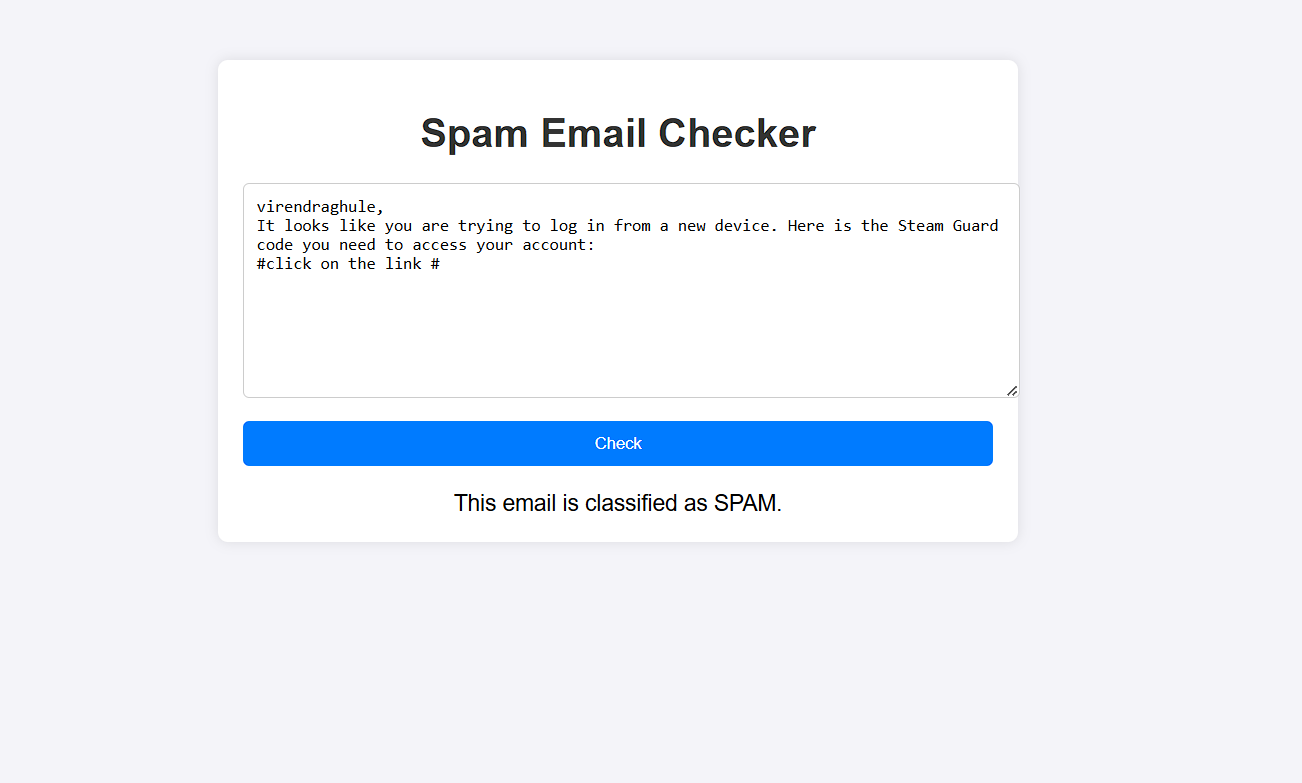 Spam Email Checker
virendraghule,
It looks like you are trying to log in from a new device. Here is the Steam Guard
code you need to access your account:
#click on the link #
Check
This email is classified as SPAM.